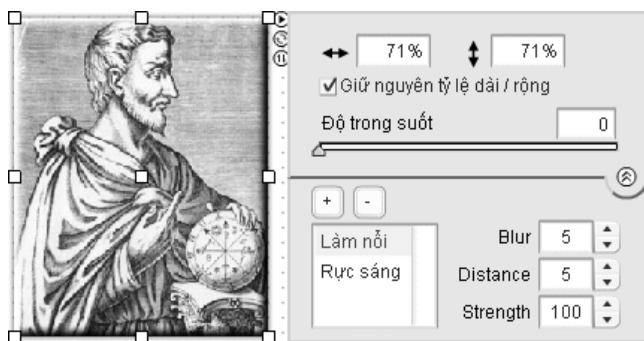 71% 71%
Giữ nguyên tỷ lệ dài / rộng
Độ trong suốt 0
+ -
Làm nổi
Rực sáng
Blur 5
Distance 5
Strength 100